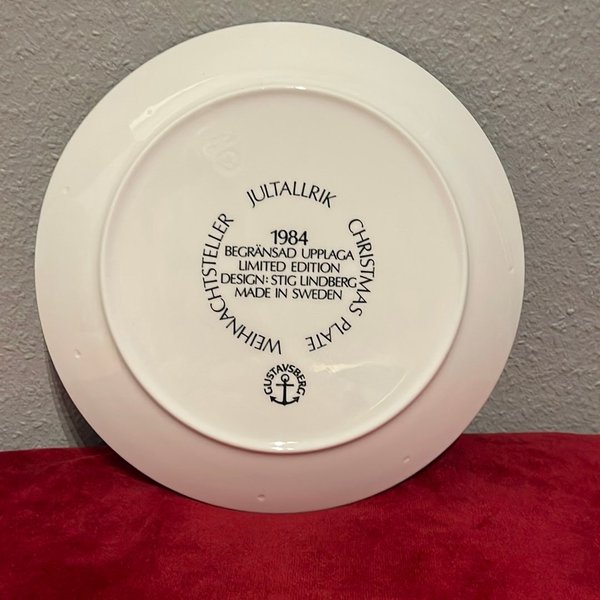 JULTALLRIK
CHRISTMAS PLATE
WEIHNACHTSTELLER
1984
BEGRÄNSAD UPPLAGA
LIMITED EDITION
DESIGN: STIG LINDBERG
MADE IN SWEDEN
GUSTAVSBERG